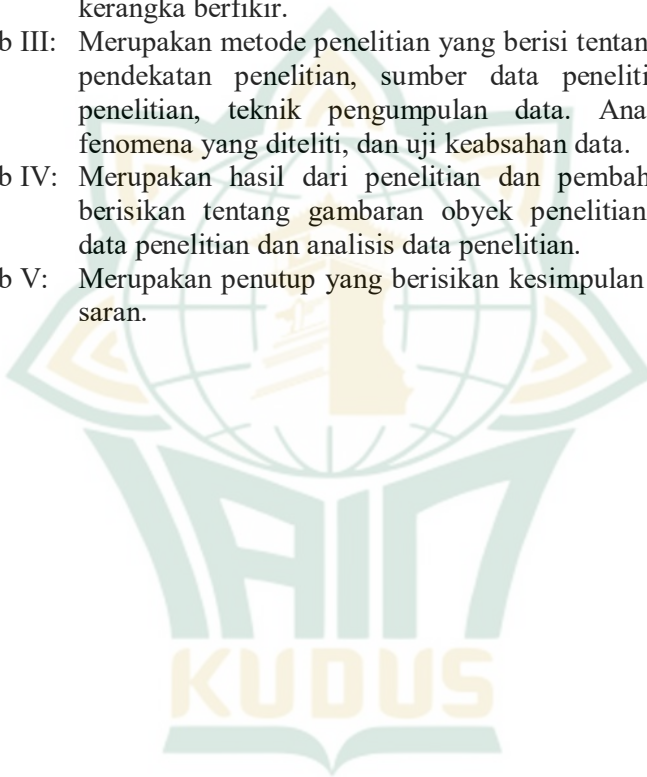 kerangka berfikir.
b III: Merupakan metode penelitian yang berisi tentan
pendekatan penelitian, sumber data peneliti
penelitian, teknik pengumpulan data. Ana
fenomena yang diteliti, dan uji keabsahan data.
b IV: Merupakan hasil dari penelitian dan pembah
berisikan tentang gambaran obyek penelitian
data penelitian dan analisis data penelitian.
b V: Merupakan penutup yang berisikan kesimpulan
saran.
IAIN
KUDUS